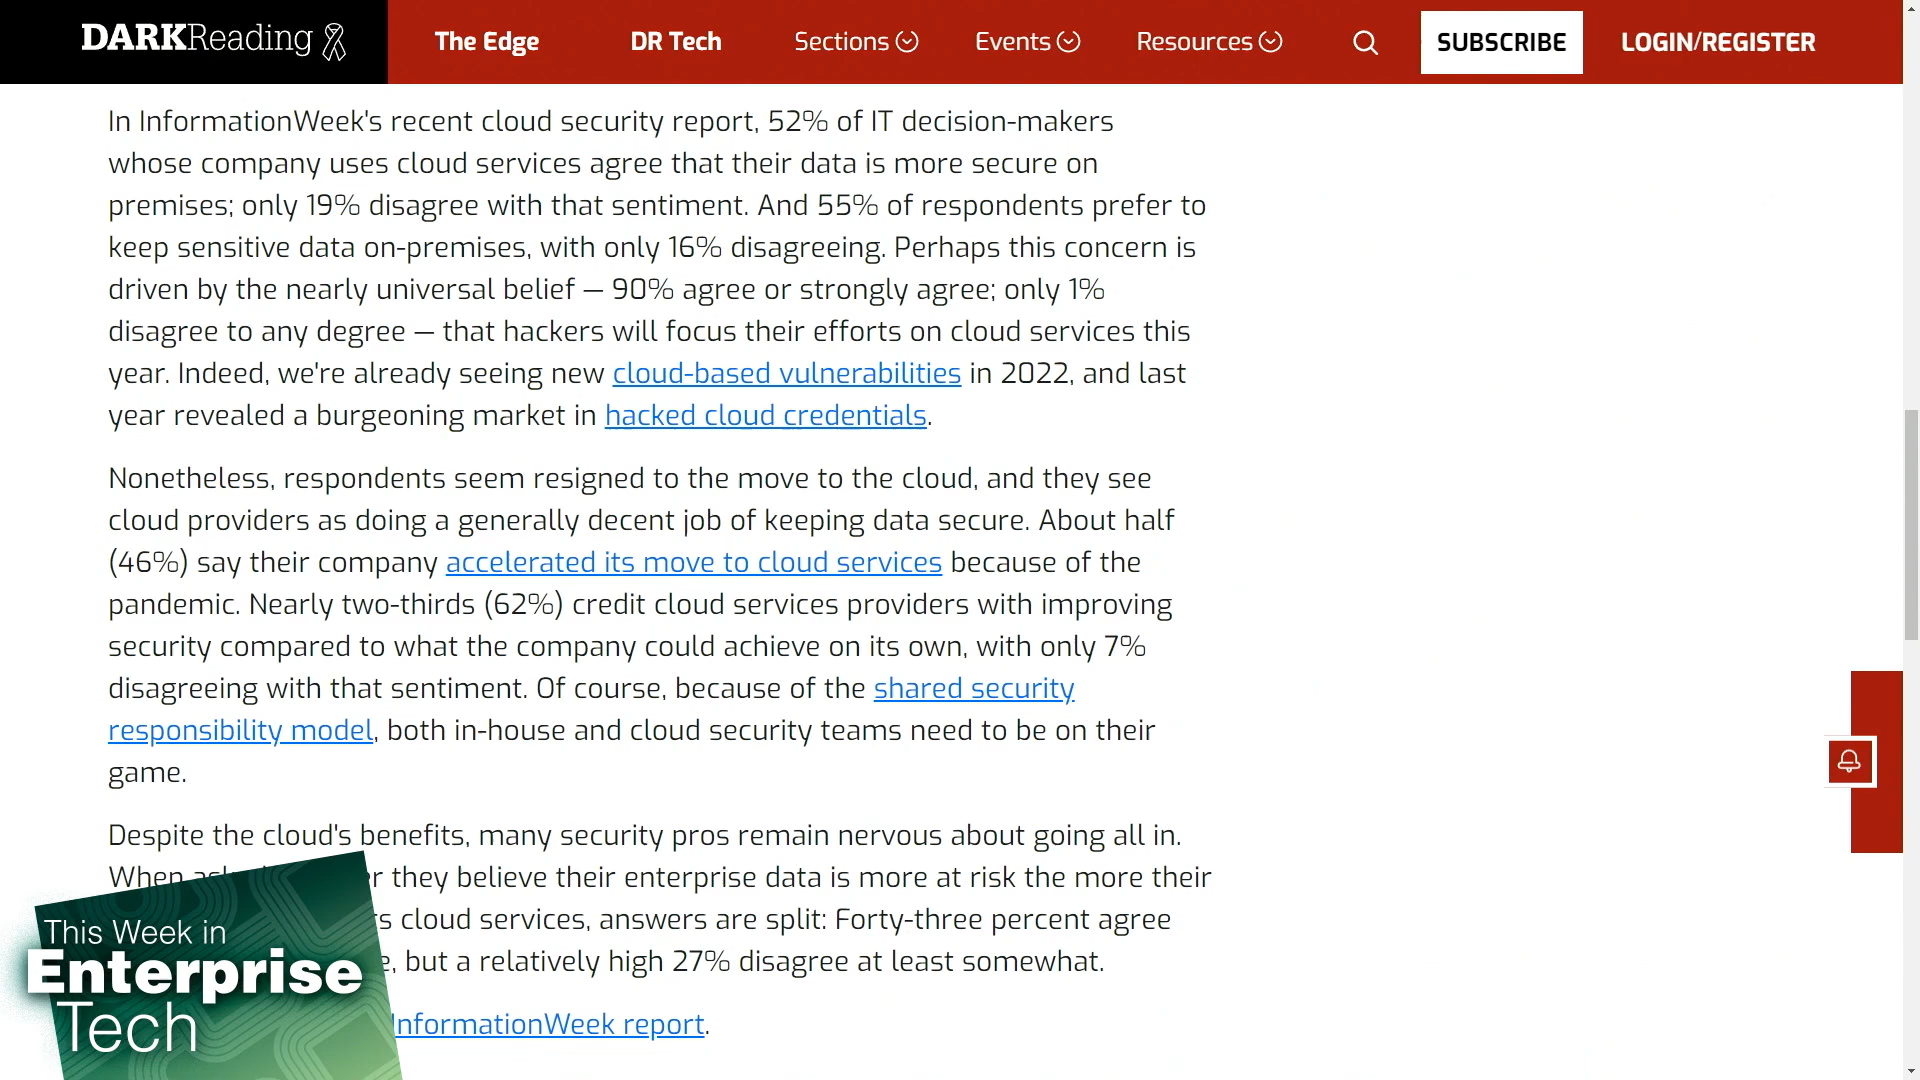 DARKReading
The Edge
DR Tech
Sections
Events
Resources
SUBSCRIBE
LOGIN/REGISTER
In InformationWeek's recent cloud security report, 52% of IT decision-makers
whose company uses cloud services agree that their data is more secure on
premises; only 19% disagree with that sentiment. And 55% of respondents prefer to
keep sensitive data on-premises, with only 16% disagreeing. Perhaps this concern is
driven by the nearly universal belief — 90% agree or strongly agree; only 1%
disagree to any degree — that hackers will focus their efforts on cloud services this
year. Indeed, we're already seeing new cloud-based vulnerabilities in 2022, and last
year revealed a burgeoning market in hacked cloud credentials.
Nonetheless, respondents seem resigned to the move to the cloud, and they see
cloud providers as doing a generally decent job of keeping data secure. About half
(46%) say their company accelerated its move to cloud services because of the
pandemic. Nearly two-thirds (62%) credit cloud services providers with improving
security compared to what the company could achieve on its own, with only 7%
disagreeing with that sentiment. Of course, because of the shared security
responsibility model, both in-house and cloud security teams need to be on their
game.
Despite the cloud's benefits, many security pros remain nervous about going all in.
When they believe their enterprise data is more at risk the more their
cloud services, answers are split: Forty-three percent agree
but a relatively high 27% disagree at least somewhat.
InformationWeek report.
This Week in
Enterprise
Tech